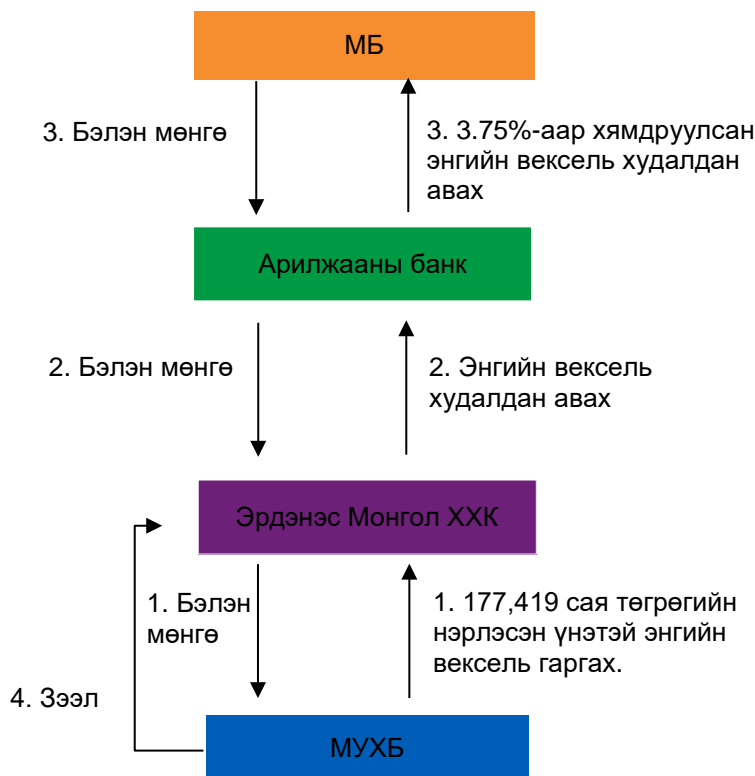 МБ
3. Бэлэн мөнгө
3. 3.75%-аар хямдруулсан
энгийн вексель худалдан
авах
Арилжааны банк
2. Бэлэн мөнгө
2. Энгийн вексель
худалдан авах
Эрдэнэс Монгол ХХК
1. Бэлэн
мөнгө
1. 177,419 сая төгрөгийн
нэрлэсэн үнэтэй энгийн
вексель гаргах.
4. Зээл
МУХБ